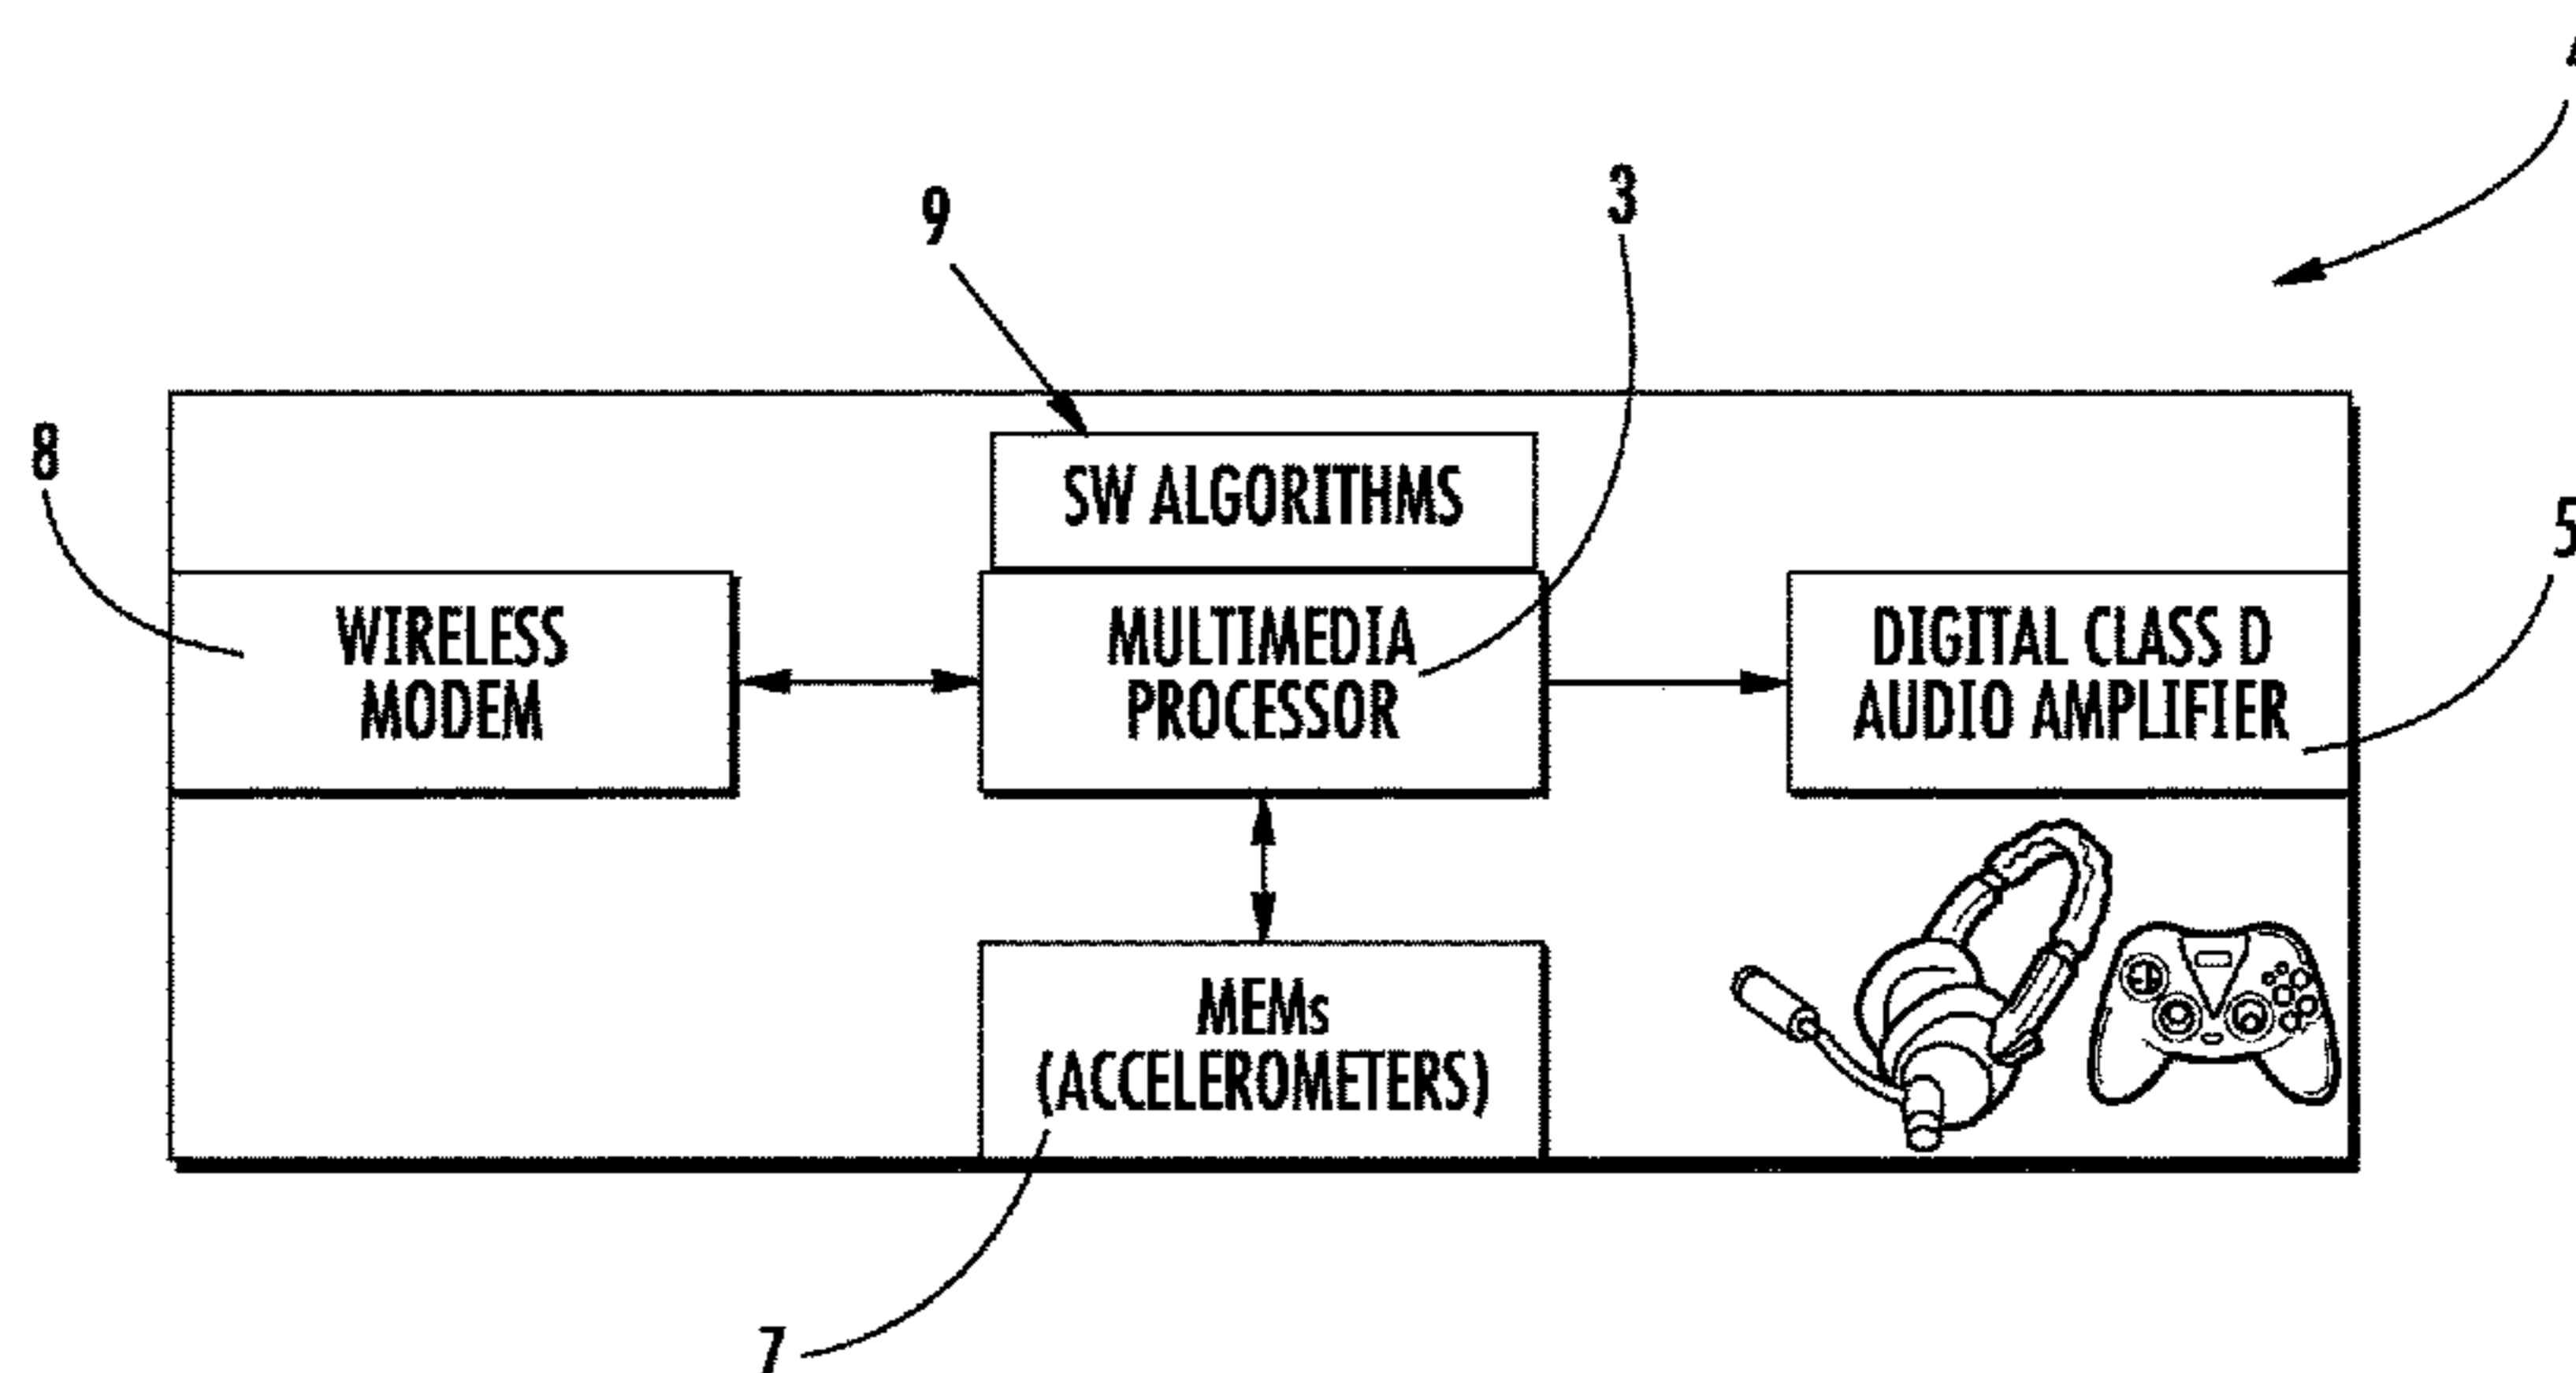 9
3
8
SW ALGORITHMS
5
WIRELESS
MODEM
MULTIMEDIA
PROCESSOR
DIGITAL CLASS D
AUDIO AMPLIFIER
MEMs
(ACCELEROMETERS)
7